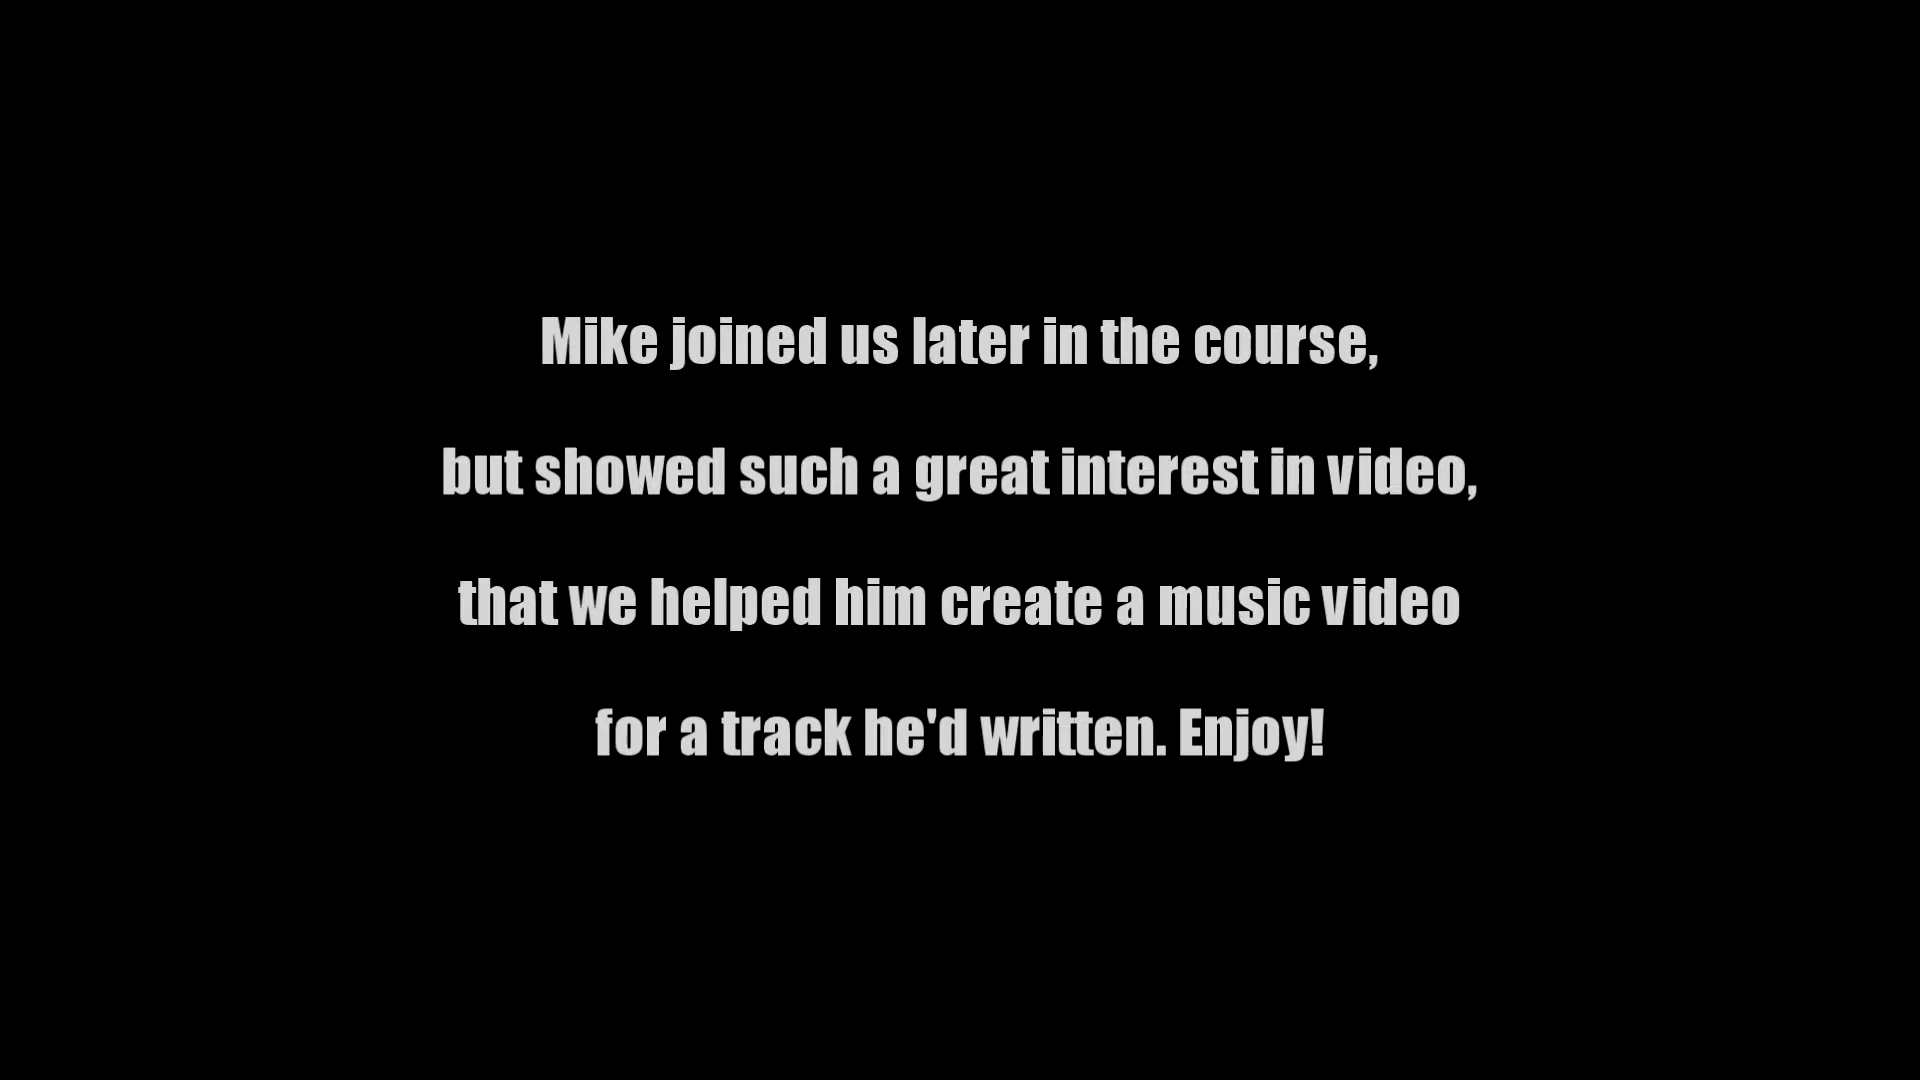 Mike joined us later in the course,
but showed such a great interest in video,
that we helped him create a music video
for a track he'd written. Enjoy!